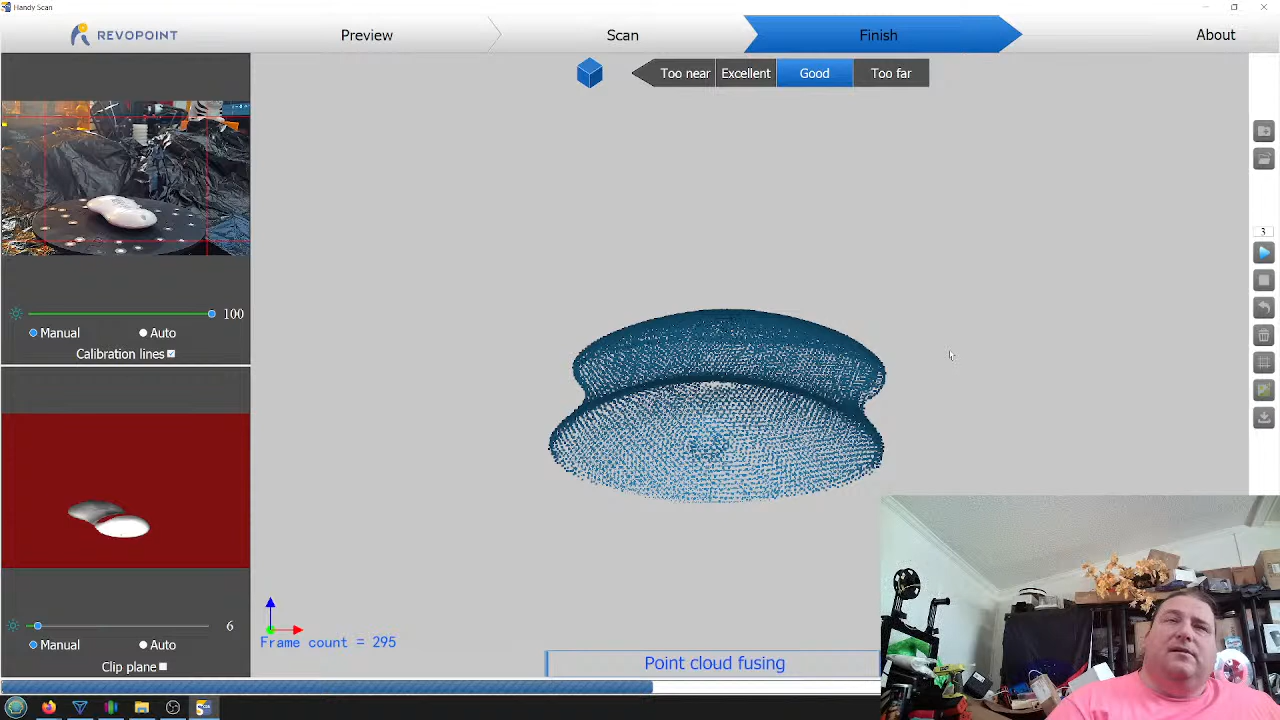 Handy Scan
REVOPOINT
Preview
Scan
Finish
About
Too near
Excellent
Good
Too far
100
Manual
Auto
Calibration lines
3
6
Manual
Auto
Clip plane
Frame count = 295
Point cloud fusing